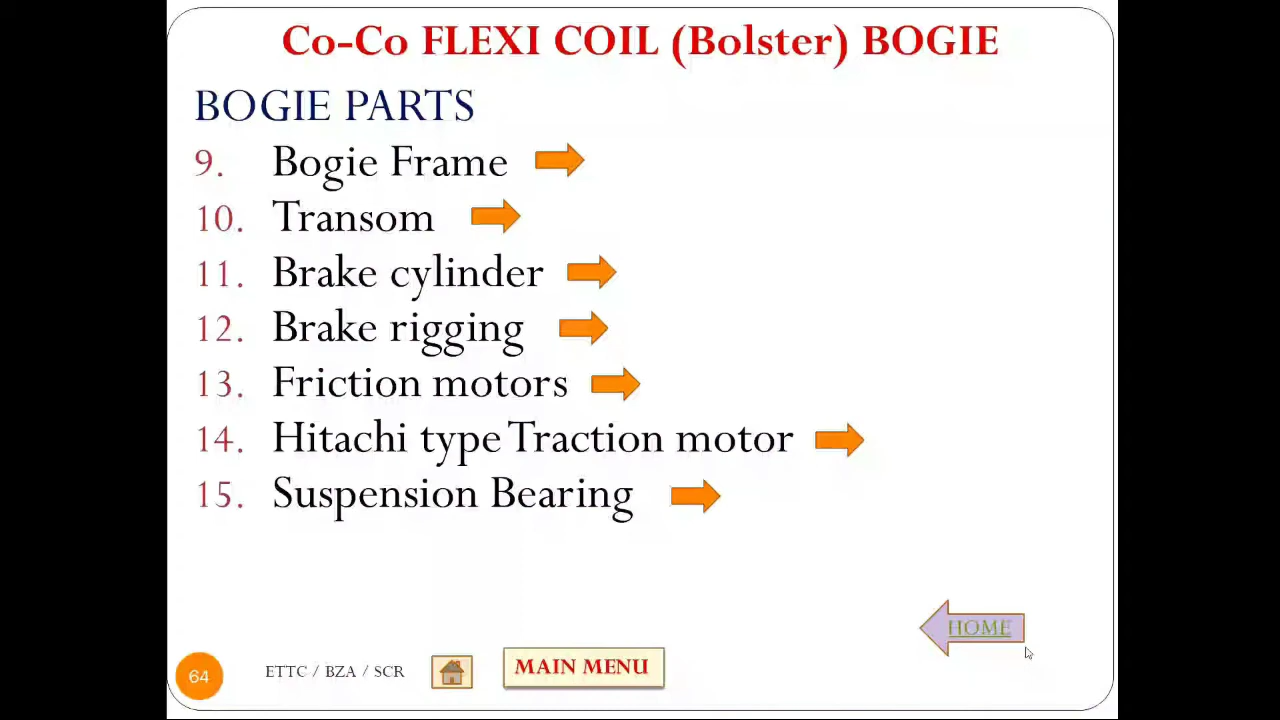 Co-Co FLEXI COIL (Bolster) BOGIE
BOGIE PARTS
9. Bogie Frame
10. Transom
11. Brake cylinder
12. Brake rigging
13. Friction motors
14. Hitachi type Traction motor
15. Suspension Bearing
HOME
64 ETTC / BZA / SCR MAIN MENU